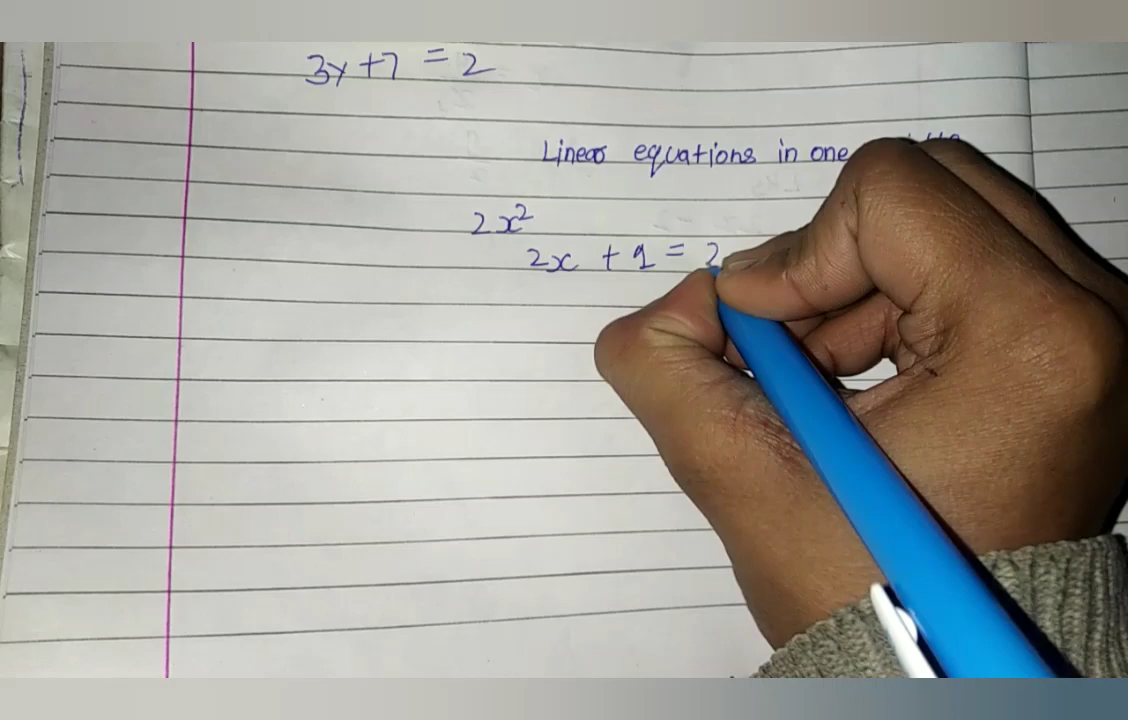 3y + 7 = 2
Linear equations in one
2x²
2x + 1 = 2